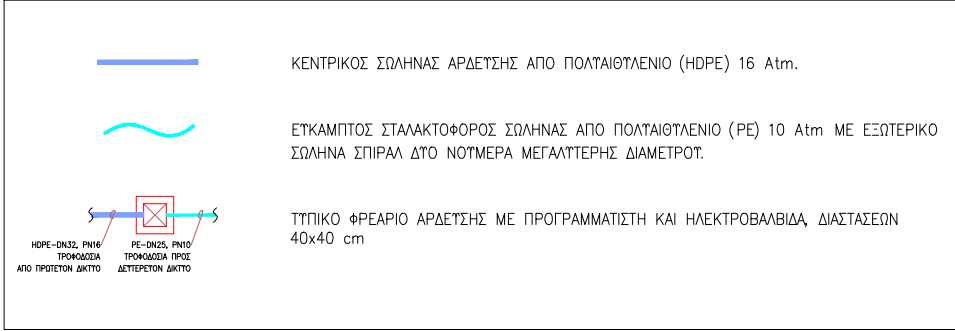 ΚΕΝΤΡΙΚΟΣ ΣΩΛΗΝΑΣ ΑΡΔΕΥΣΗΣ ΑΠΟ ΠΟΛΥΑΙΘΥΛΕΝΙΟ (HDPE) 16 Atm.
ΕΥΚΑΜΠΤΟΣ ΣΤΑΛΑΚΤΟΦΟΡΟΣ ΣΩΛΗΝΑΣ ΑΠΟ ΠΟΛΥΑΙΘΥΛΕΝΙΟ (PE) 10 Atm ΜΕ ΕΞΩΤΕΡΙΚΟ
ΣΩΛΗΝΑ ΣΠΙΡΑΛ ΔΥΟ ΝΟΥΜΕΡΑ ΜΕΓΑΛΥΤΕΡΗΣ ΔΙΑΜΕΤΡΟΥ.
ΤΥΠΙΚΟ ΦΡΕΑΡΙΟ ΑΡΔΕΥΣΗΣ ΜΕ ΠΡΟΓΡΑΜΜΑΤΙΣΤΗ ΚΑΙ ΗΛΕΚΤΡΟΒΑΛΒΙΔΑ, ΔΙΑΣΤΑΣΕΩΝ
40x40 cm
HDPE-DN32, PN16
ΤΡΟΦΟΔΟΣΙΑ
ΑΠΟ ΠΡΩΤΕΥΟΝ ΔΙΚΤΥΟ
PE-DN25, PN10
ΤΡΟΦΟΔΟΣΙΑ ΠΡΟΣ
ΔΕΥΤΕΡΕΥΟΝ ΔΙΚΤΥΟ